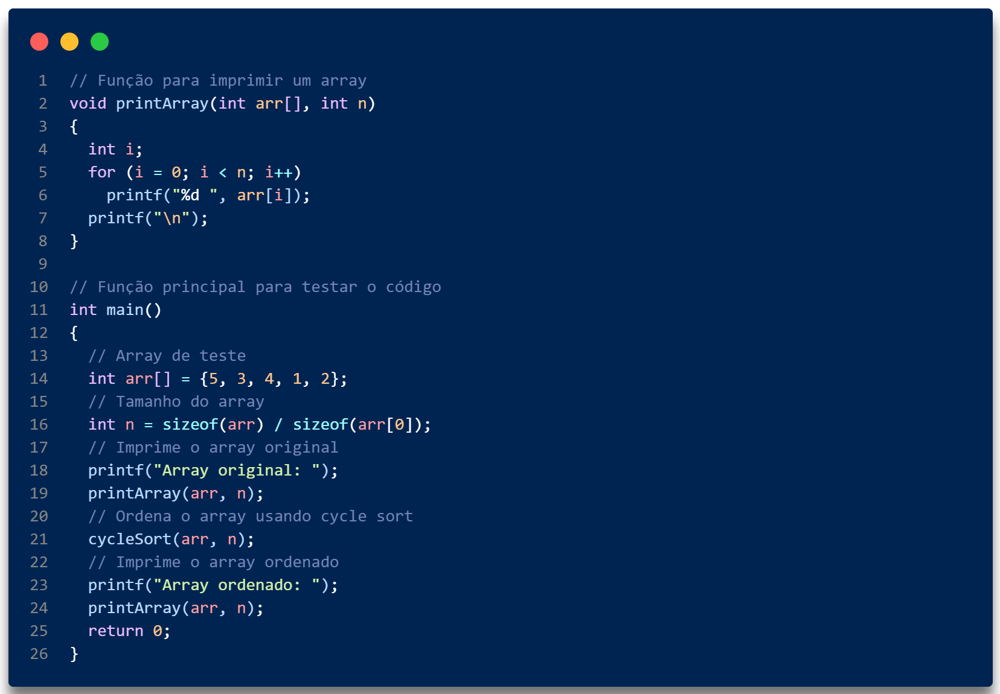 1 // Função para imprimir um array
2 void printArray(int arr[], int n)
3 {
4   int i;
5   for (i = 0; i < n; i++)
6     printf("%d ", arr[i]);
7   printf("\n");
8 }
9
10 // Função principal para testar o código
11 int main()
12 {
13   // Array de teste
14   int arr[] = {5, 3, 4, 1, 2};
15   // Tamanho do array
16   int n = sizeof(arr) / sizeof(arr[0]);
17   // Imprime o array original
18   printf("Array original: ");
19   printArray(arr, n);
20   // Ordena o array usando cycle sort
21   cycleSort(arr, n);
22   // Imprime o array ordenado
23   printf("Array ordenado: ");
24   printArray(arr, n);
25   return 0;
26 }